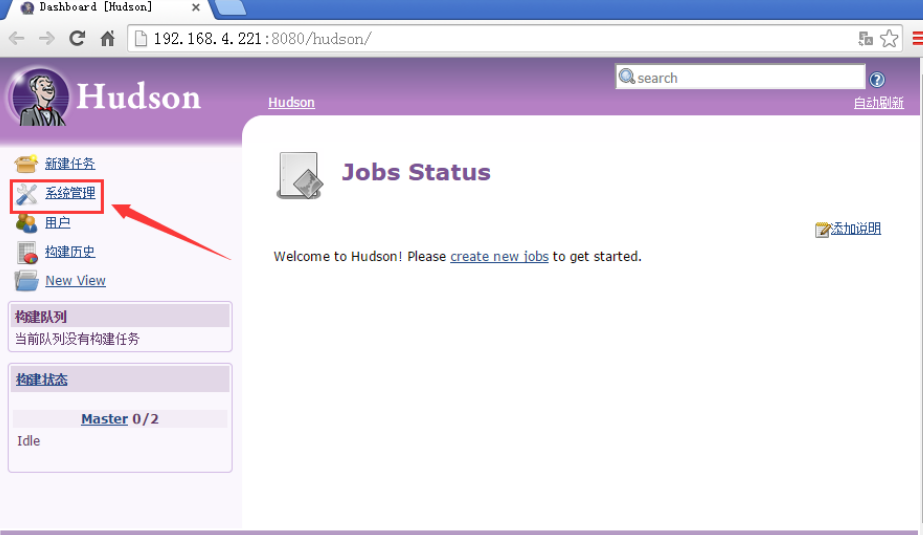 Dashboard [Hudson]
192.168.4.221:8080/hudson/
Hudson
search
Hudson
自动刷新
新建任务
系统管理
用户
构建历史
New View
Jobs Status
添加说明
Welcome to Hudson! Please create new jobs to get started.
构建队列
当前队列没有构建任务
构建状态
Master 0/2
Idle